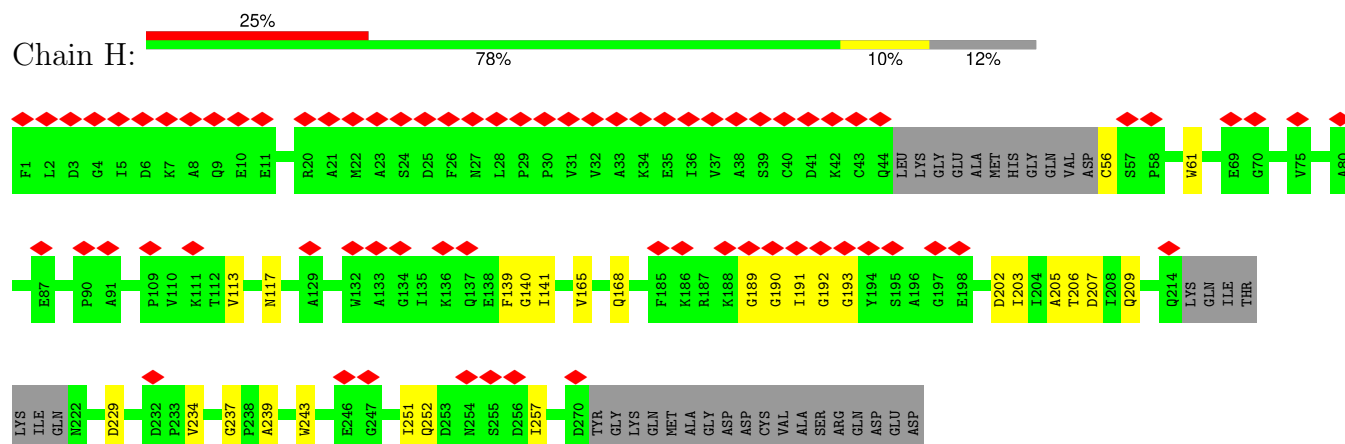 25%
Chain H:
78% 10% 12%
F1 L2 D3 G4 I5 D6 K7 A8 Q9 E10 E11 R20 A21 M22 A23 S24 D25 F26 N27 L28 P29 P30 V31 V32 A33 K34 E35 I36 V37 A38 S39 C40 D41 K42 C43 Q44 LEU LYS GLY GLU ALA MET HIS GLY GLN VAL ASP C56 S57 P58 W61 E69 G70 V75 A80
E87 P90 A91 P109 V110 K111 T112 V113 N117 A129 W132 A133 G134 I135 K136 Q137 E138 F139 G140 I141 V165 Q168 F185 K186 R187 K188 G189 G190 I191 G192 G193 Y194 S195 A196 G197 E198 D202 I203 I204 A205 T206 D207 I208 Q209 Q214 LYS GLN ILE THR
LYS ILE GLN N222 D229 D232 P233 V234 G237 P238 A239 W243 E246 G247 I251 Q252 D253 N254 S255 D256 I257 D270 TYR GLY LYS GLN MET ALA GLY ASP ASP CYS VAL ALA SER ARG GLN ASP GLU ASP